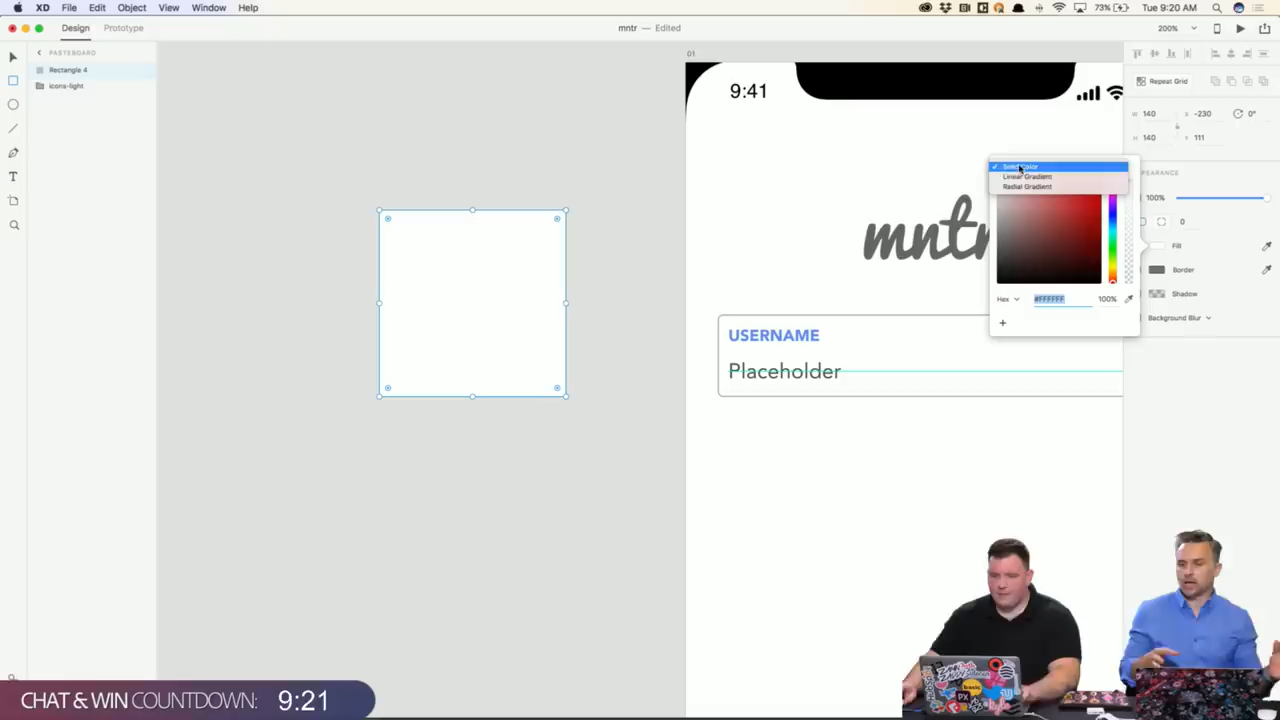 XD File Edit Object View Window Help
73% Tue 9:20 AM
Design Prototype
mntr — Edited
200%
PASTEBOARD
Rectangle 4
icons-light
01
9:41
mntr
USERNAME
Placeholder
Repeat Grid
W 140 X -230 0°
H 140 Y 111
PEARANCE
100%
0
Fill
Border
Shadow
Background Blur
Solid Color
Linear Gradient
Radial Gradient
Hex #FFFFFF 100%
+
CHAT & WIN COUNTDOWN: 9:21